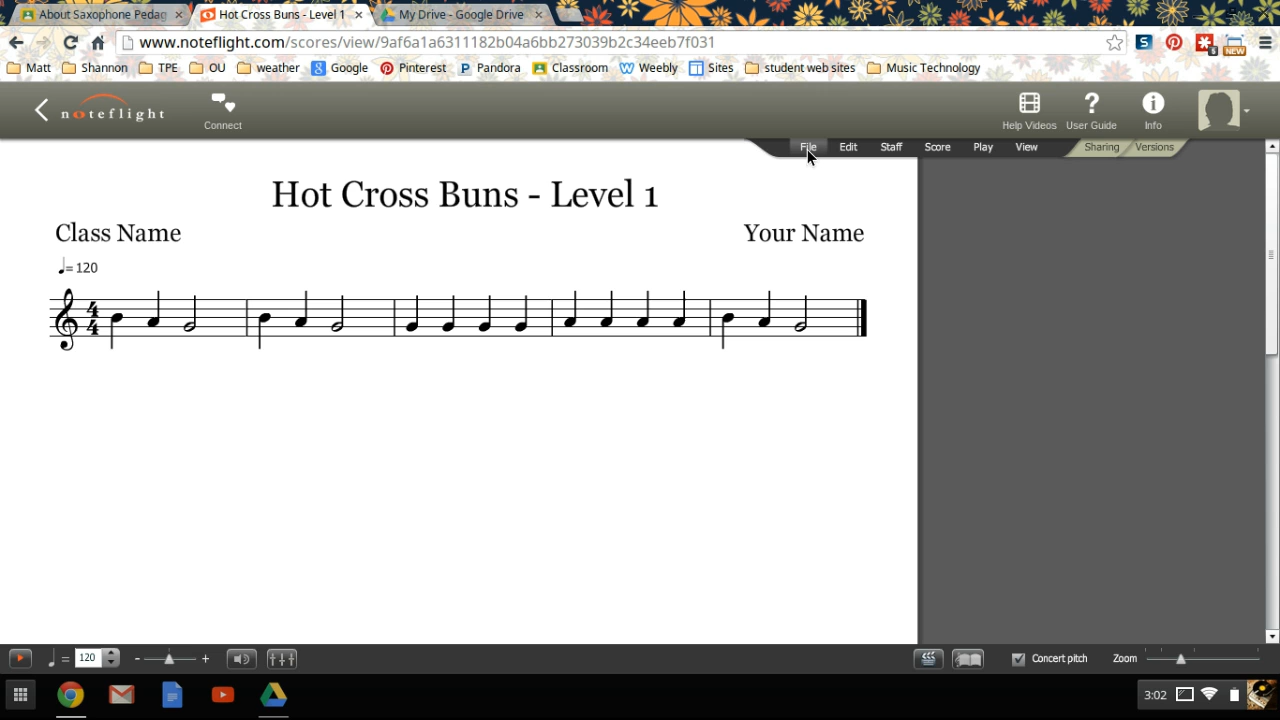 About Saxophone Pedag
Hot Cross Buns - Level 1
My Drive - Google Drive
www.noteflight.com/scores/view/9af6a1a6311182b04a6bb273039b2c34eeb7f031
5
NEW
Matt Shannon TPE OU weather Google Pinterest Pandora Classroom Weebly Sites student web sites Music Technology
noteflight
Connect
Help Videos User Guide Info
File Edit Staff Score Play View Sharing Versions
Hot Cross Buns - Level 1
Class Name Your Name
= 120
4
4
= 120 - +
Concert pitch Zoom
3:02